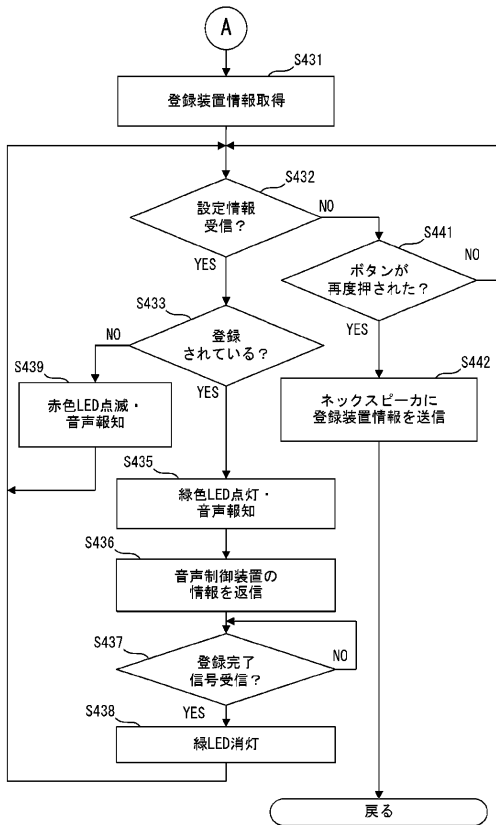 A
S431
登録装置情報取得
S432
設定情報
受信？
NO
YES
S441
ボタンが
再度押された？
NO
YES
S433
登録
されている？
NO
YES
S442
ネックスピーカに
登録装置情報を送信
S439
赤色LED点滅・
音声報知
S435
緑色LED点灯・
音声報知
S436
音声制御装置の
情報を返信
S437
登録完了
信号受信？
NO
YES
S438
緑LED消灯
戻る